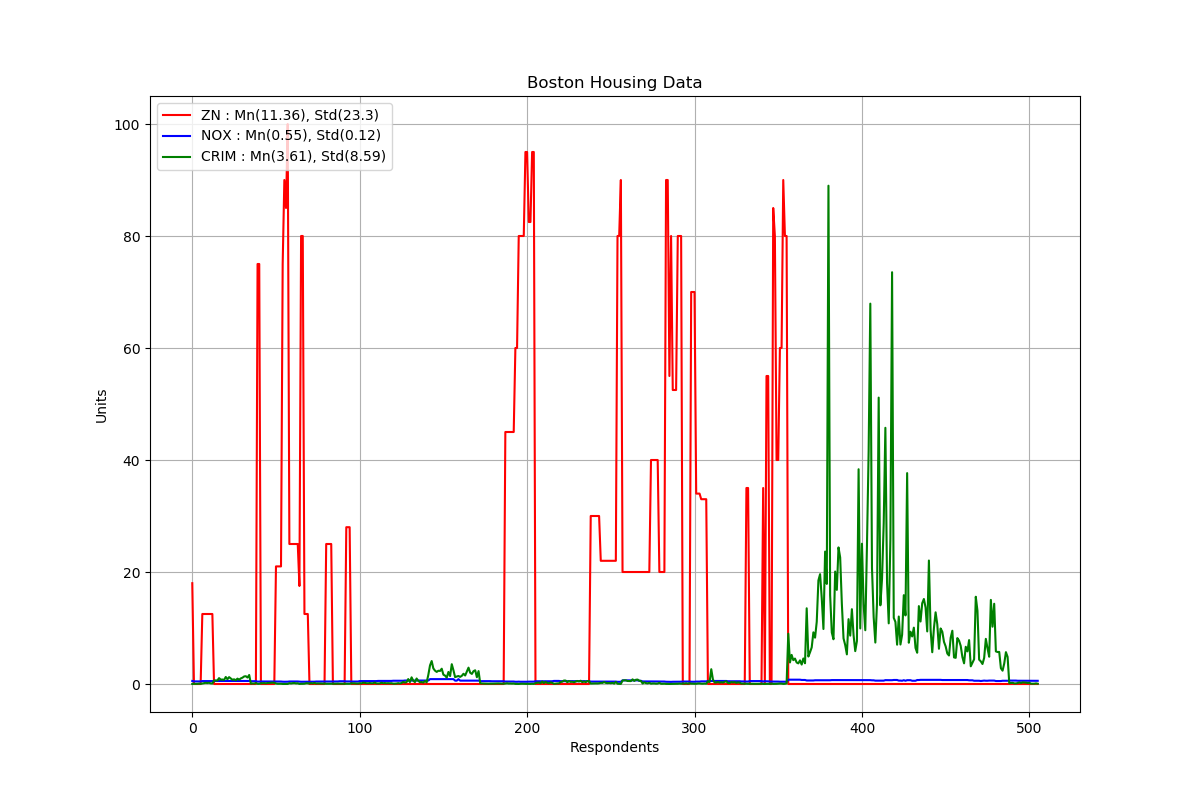 Boston Housing Data
ZN : Mn(11.36), Std(23.3)
NOX : Mn(0.55), Std(0.12)
CRIM : Mn(3.61), Std(8.59)
100
80
60
40
20
0
Units
0 100 200 300 400 500
Respondents